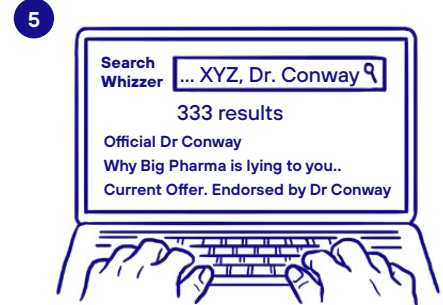 5
Search
Whizzer
... XYZ, Dr. Conway
333 results
Official Dr Conway
Why Big Pharma is lying to you..
Current Offer. Endorsed by Dr Conway